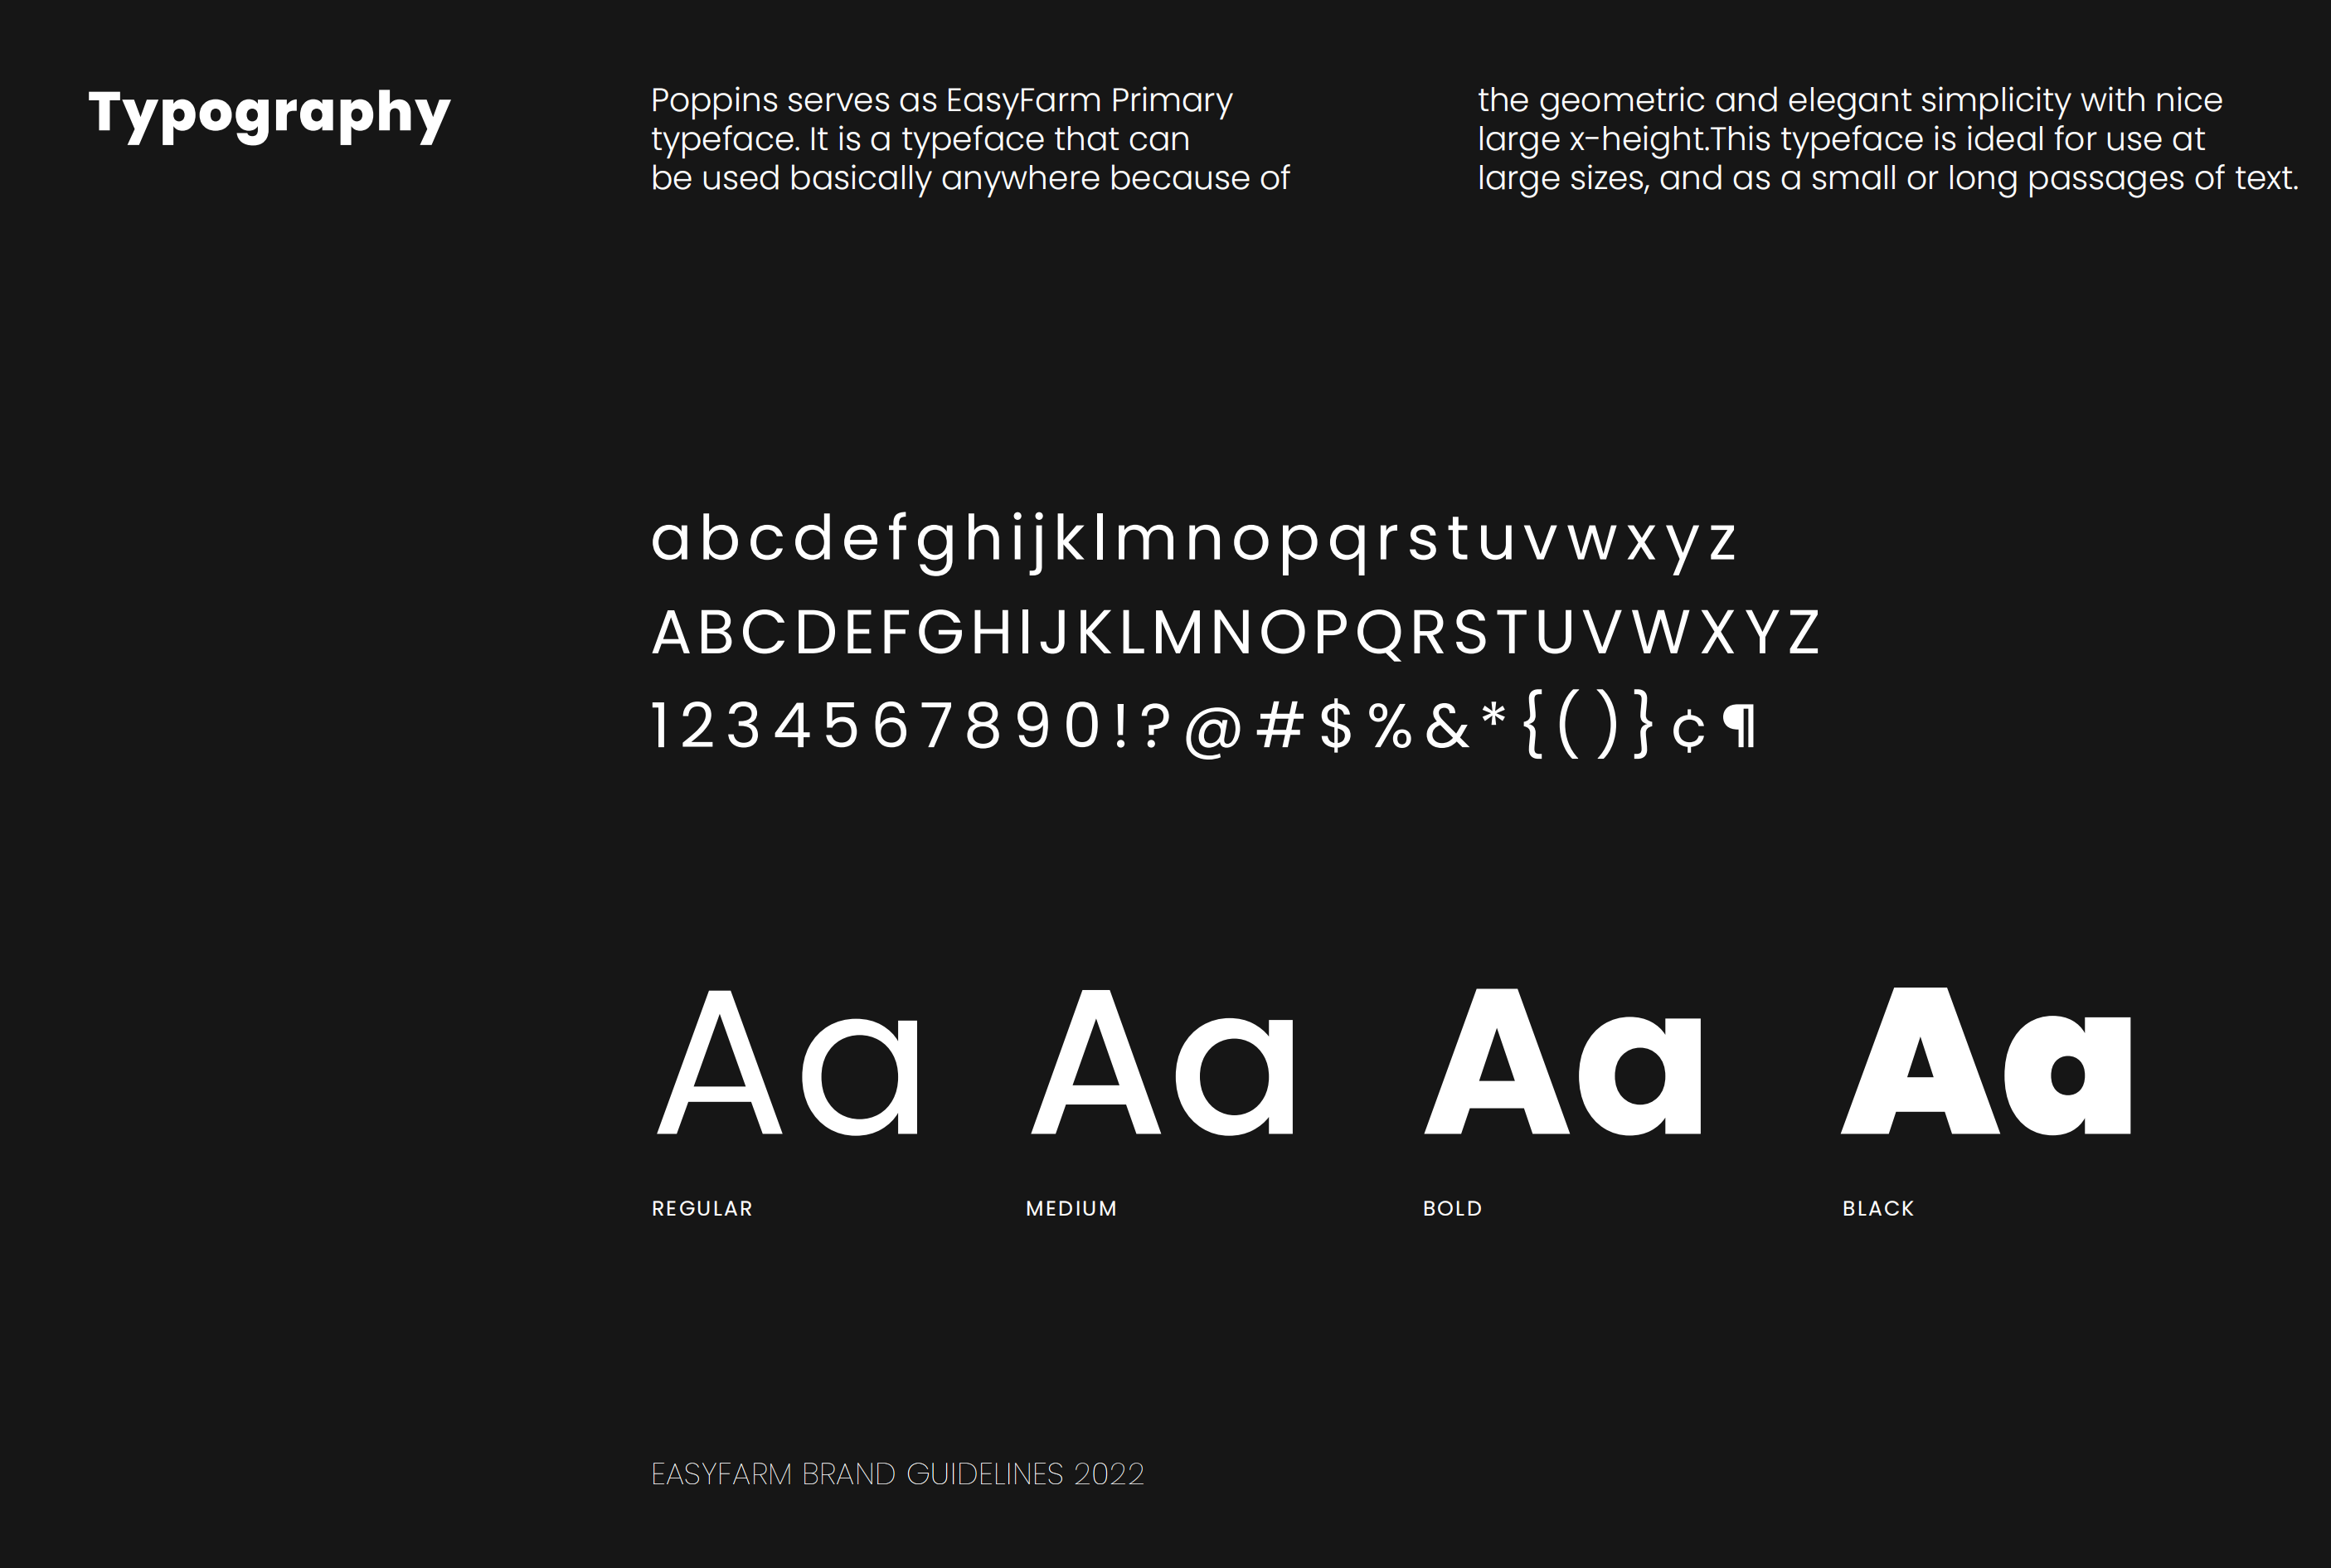 Typography
Poppins serves as EasyFarm Primary
typeface. It is a typeface that can
be used basically anywhere because of
the geometric and elegant simplicity with nice
large x-height.This typeface is ideal for use at
large sizes, and as a small or long passages of text.
abcdefghijklmnopqrstuvwxyz
ABCDEFGHIJKLMNOPQRSTUVWXYZ
1234567890!?@#$%&*{()}¢¶
Aa Aa Aa Aa
REGULAR MEDIUM BOLD BLACK
EASYFARM BRAND GUIDELINES 2022